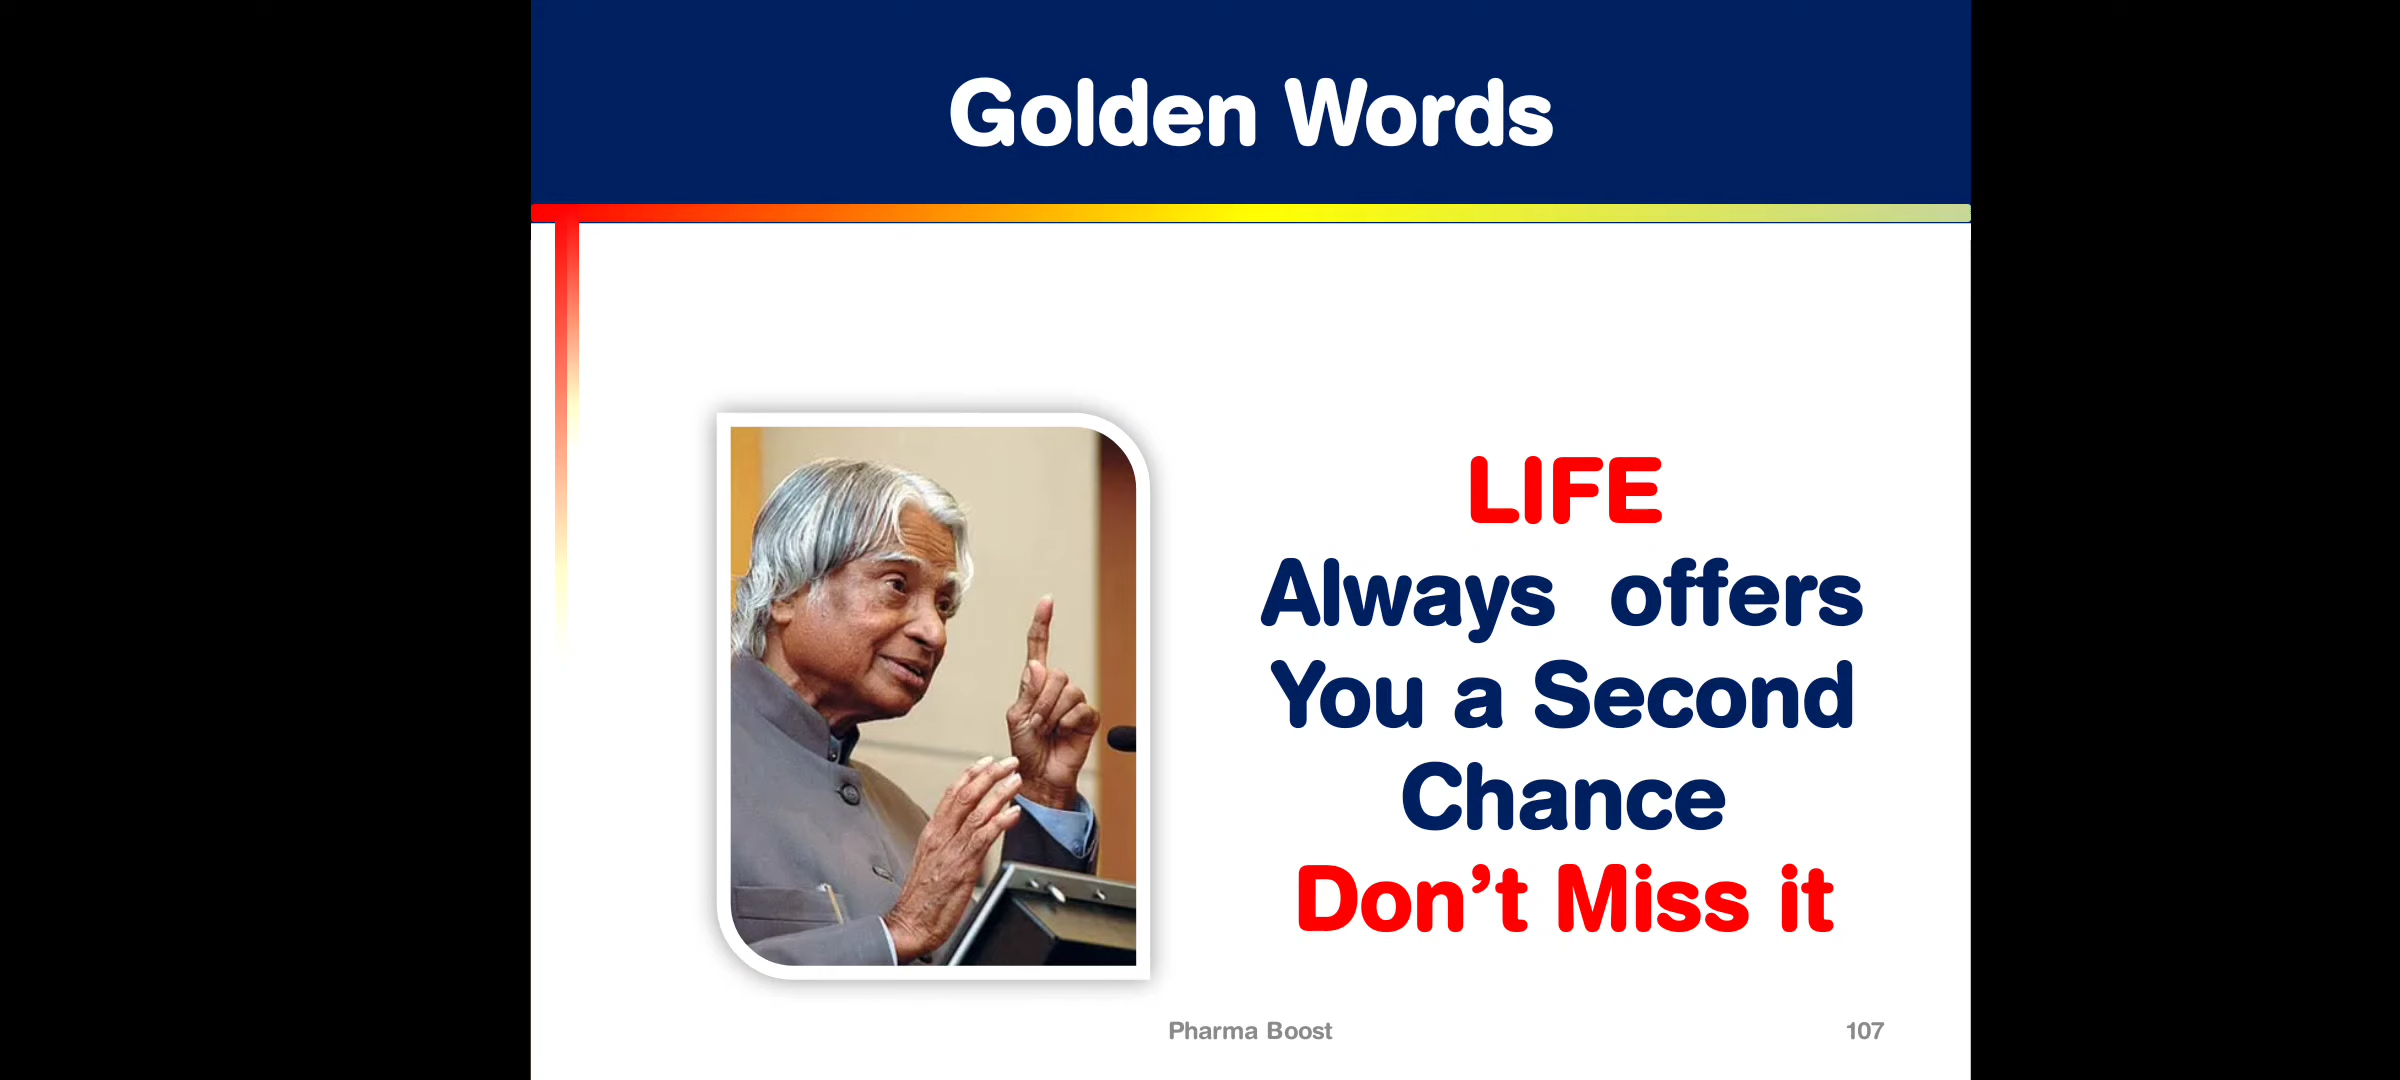 Golden Words
LIFE
Always offers
You a Second
Chance
Don’t Miss it
Pharma Boost
107